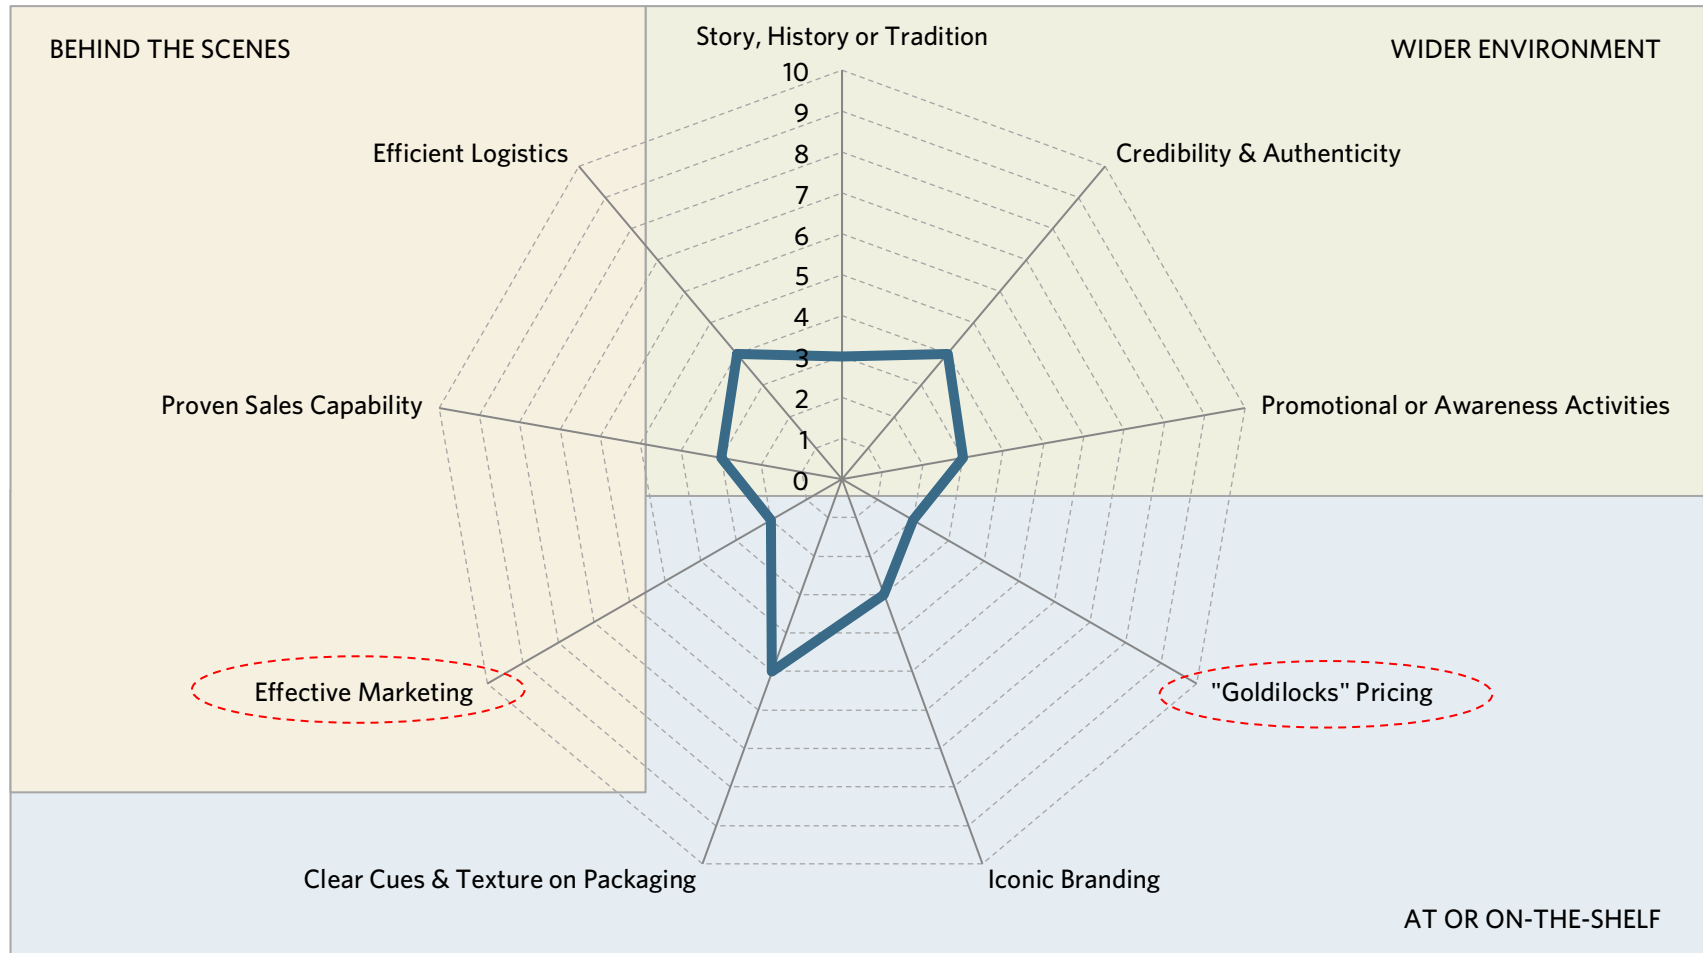 BEHIND THE SCENES
Story, History or Tradition
WIDER ENVIRONMENT
10
9
8
7
6
5
4
3
2
1
0
Efficient Logistics
Credibility & Authenticity
Proven Sales Capability
Promotional or Awareness Activities
Effective Marketing
"Goldilocks" Pricing
Clear Cues & Texture on Packaging
Iconic Branding
AT OR ON-THE-SHELF